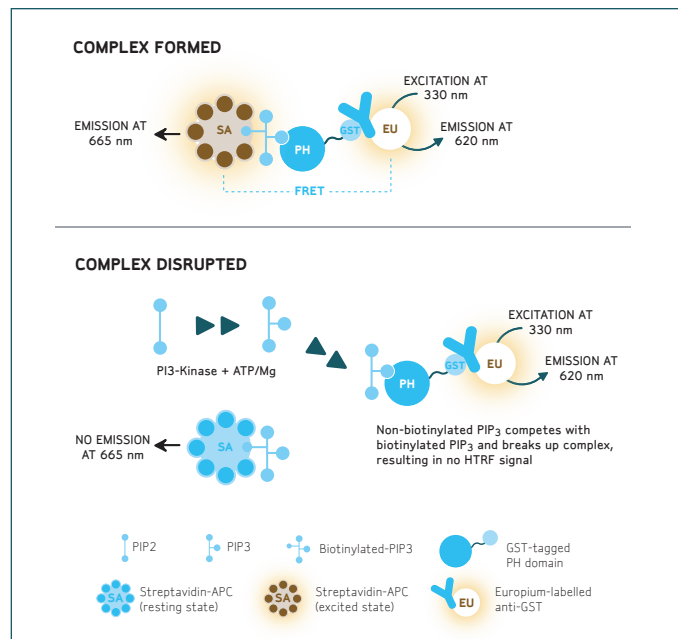 COMPLEX FORMED
EXCITATION AT
330 nm
EMISSION AT
665 nm
SA
PH
GST
EU
EMISSION AT
620 nm
FRET
COMPLEX DISRUPTED
PI3-Kinase + ATP/Mg
EXCITATION AT
330 nm
PH
GST
EU
EMISSION AT
620 nm
NO EMISSION
AT 665 nm
SA
Non-biotinylated PIP₃ competes with
biotinylated PIP₃ and breaks up complex,
resulting in no HTRF signal
PIP2
PIP3
Biotinylated-PIP3
GST-tagged
PH domain
SA
Streptavidin-APC
(resting state)
SA
Streptavidin-APC
(excited state)
EU
Europium-labelled
anti-GST